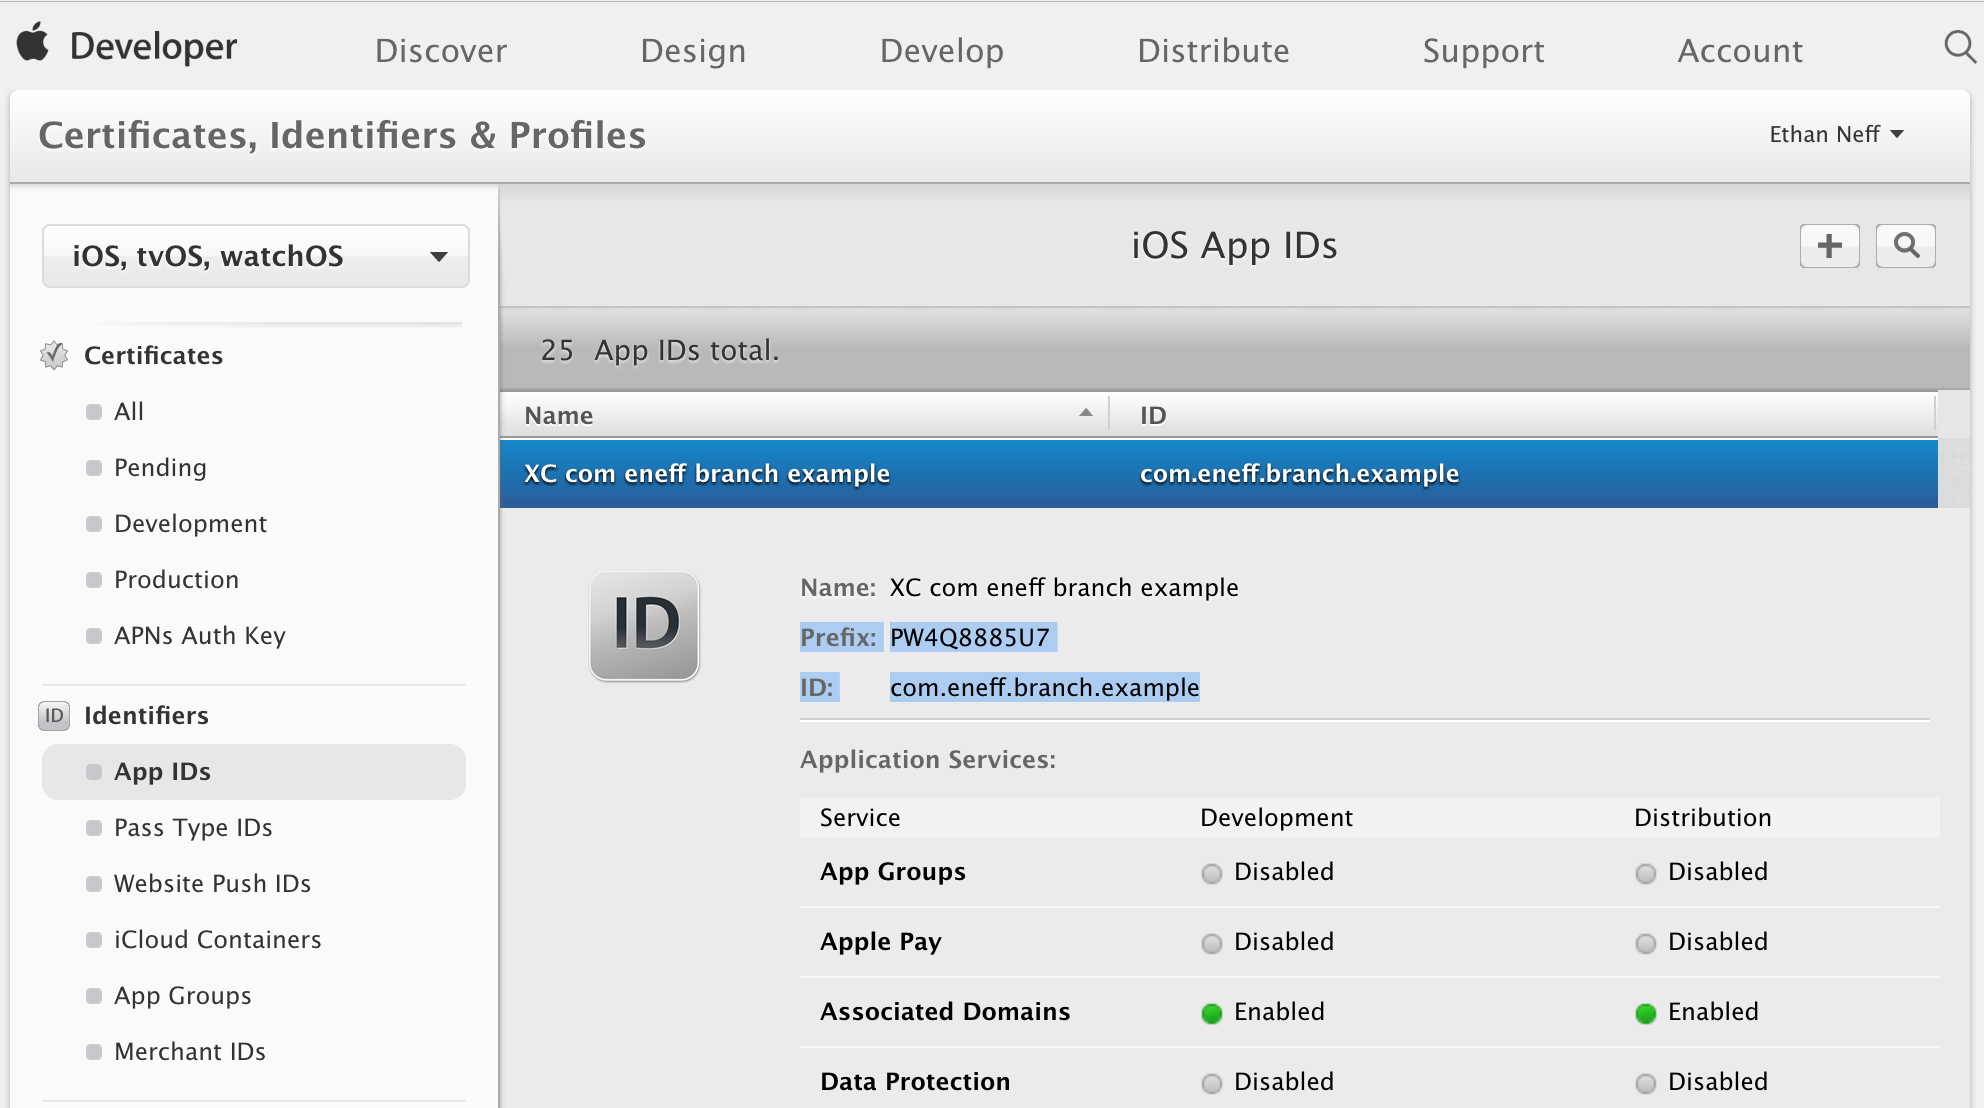 Developer
Discover
Design
Develop
Distribute
Support
Account
Certificates, Identifiers & Profiles
Ethan Neff
iOS, tvOS, watchOS
Certificates
All
Pending
Development
Production
APNs Auth Key
ID Identifiers
App IDs
Pass Type IDs
Website Push IDs
iCloud Containers
App Groups
Merchant IDs
iOS App IDs
25 App IDs total.
Name ID
XC com eneff branch example com.eneff.branch.example
ID
Name: XC com eneff branch example
Prefix: PW4Q8885U7
ID: com.eneff.branch.example
Application Services:
Service Development Distribution
App Groups Disabled Disabled
Apple Pay Disabled Disabled
Associated Domains Enabled Enabled
Data Protection Disabled Disabled